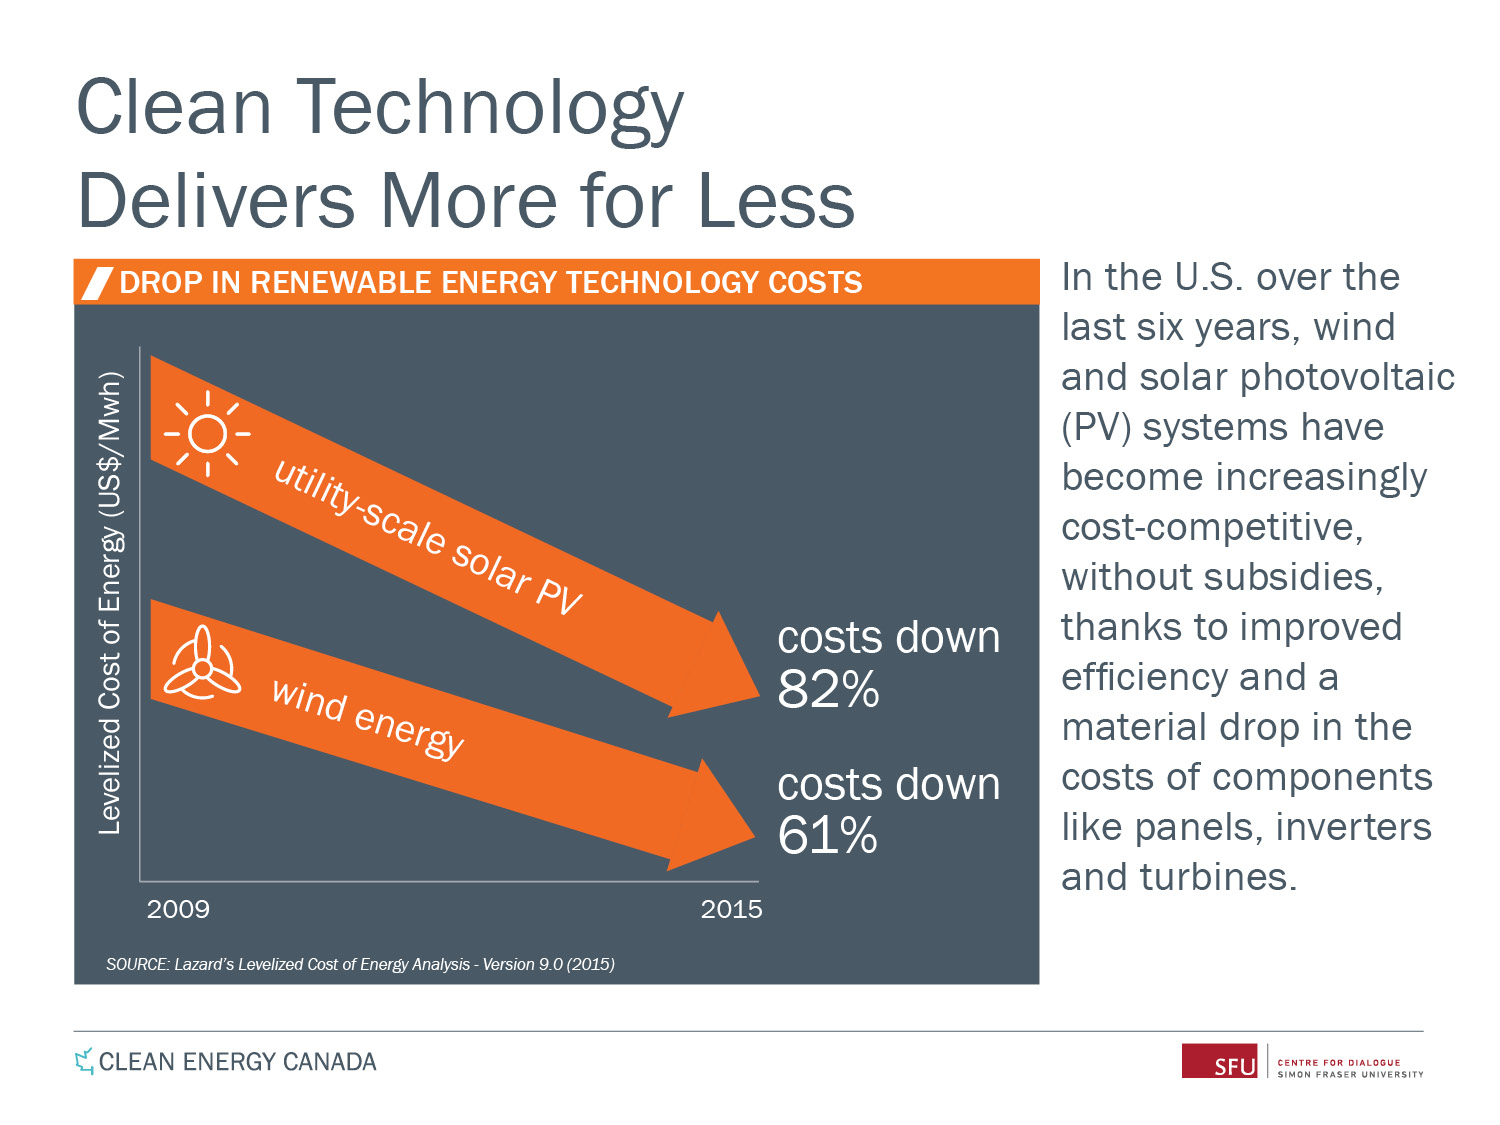 Clean Technology
Delivers More for Less
DROP IN RENEWABLE ENERGY TECHNOLOGY COSTS
Levelized Cost of Energy (US$/Mwh)
utility-scale solar PV
wind energy
costs down
82%
costs down
61%
2009
2015
SOURCE: Lazard's Levelized Cost of Energy Analysis - Version 9.0 (2015)
In the U.S. over the
last six years, wind
and solar photovoltaic
(PV) systems have
become increasingly
cost-competitive,
without subsidies,
thanks to improved
efficiency and a
material drop in the
costs of components
like panels, inverters
and turbines.
CLEAN ENERGY CANADA
SFU
CENTRE FOR DIALOGUE
SIMON FRASER UNIVERSITY